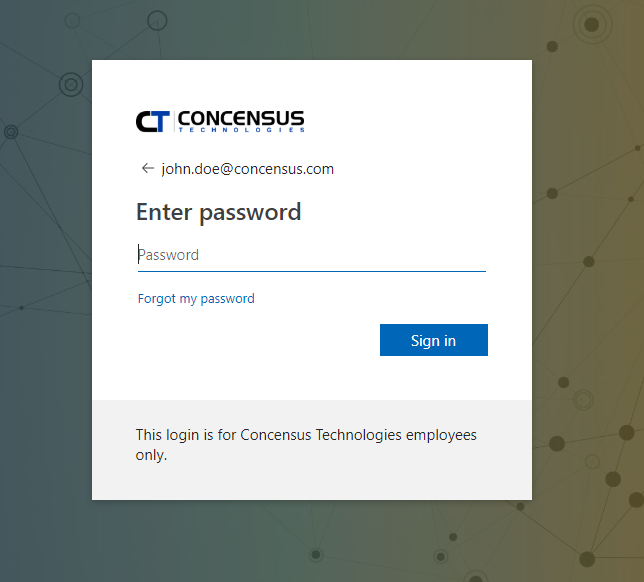 CT CONCENSUS
TECHNOLOGIES
john.doe@concensus.com
Enter password
Password
Forgot my password
Sign in
This login is for Concensus Technologies employees
only.